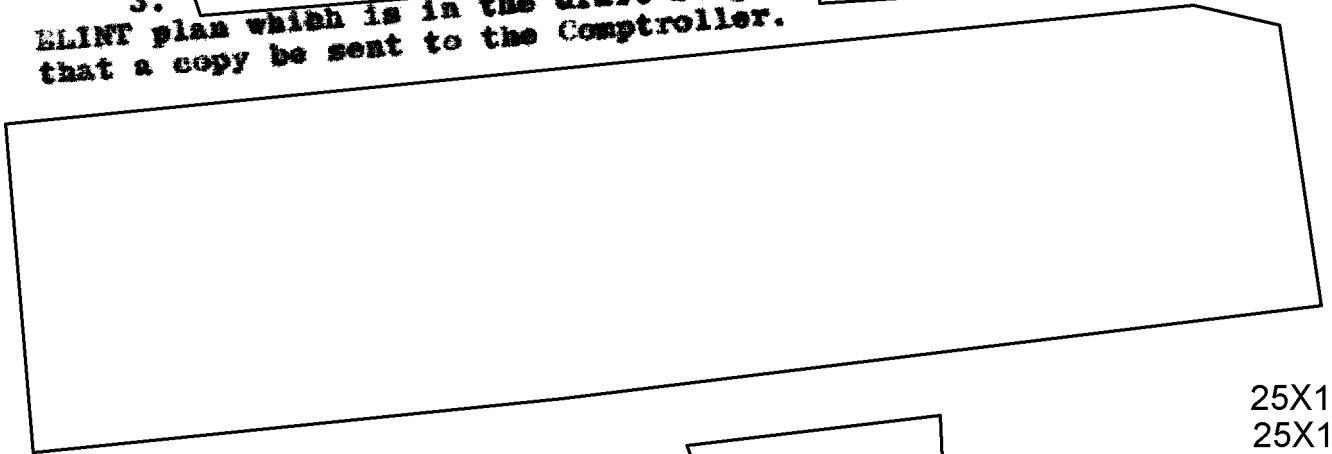 3.
ELINT plan which is in the
that a copy be sent to the Comptroller.
25X1
25X1